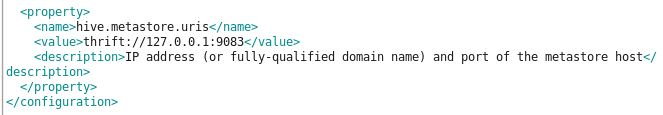 <property>
<name>hive.metastore.uris</name>
<value>thrift://127.0.0.1:9083</value>
<description>IP address (or fully-qualified domain name) and port of the metastore host</
description>
</property>
</configuration>